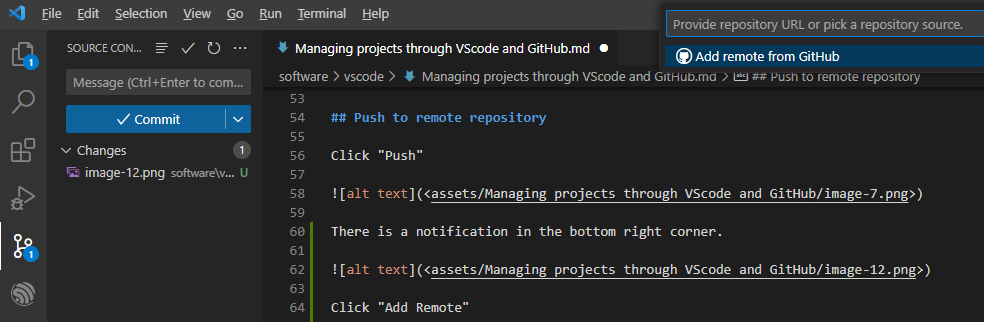 File Edit Selection View Go Run Terminal Help
Provide repository URL or pick a repository source.
Add remote from GitHub
1
SOURCE CON... ...
Managing projects through VScode and GitHub.md
software > vscode > Managing projects through VScode and GitHub.md > ## Push to remote repository
Message (Ctrl+Enter to com...
Commit
Changes 1
image-12.png software\v... U
1
53
54 ## Push to remote repository
55
56 Click "Push"
57
58 ![alt text](<assets/Managing projects through VScode and GitHub/image-7.png>)
59
60 There is a notification in the bottom right corner.
61
62 ![alt text](<assets/Managing projects through VScode and GitHub/image-12.png>)
63
64 Click "Add Remote"